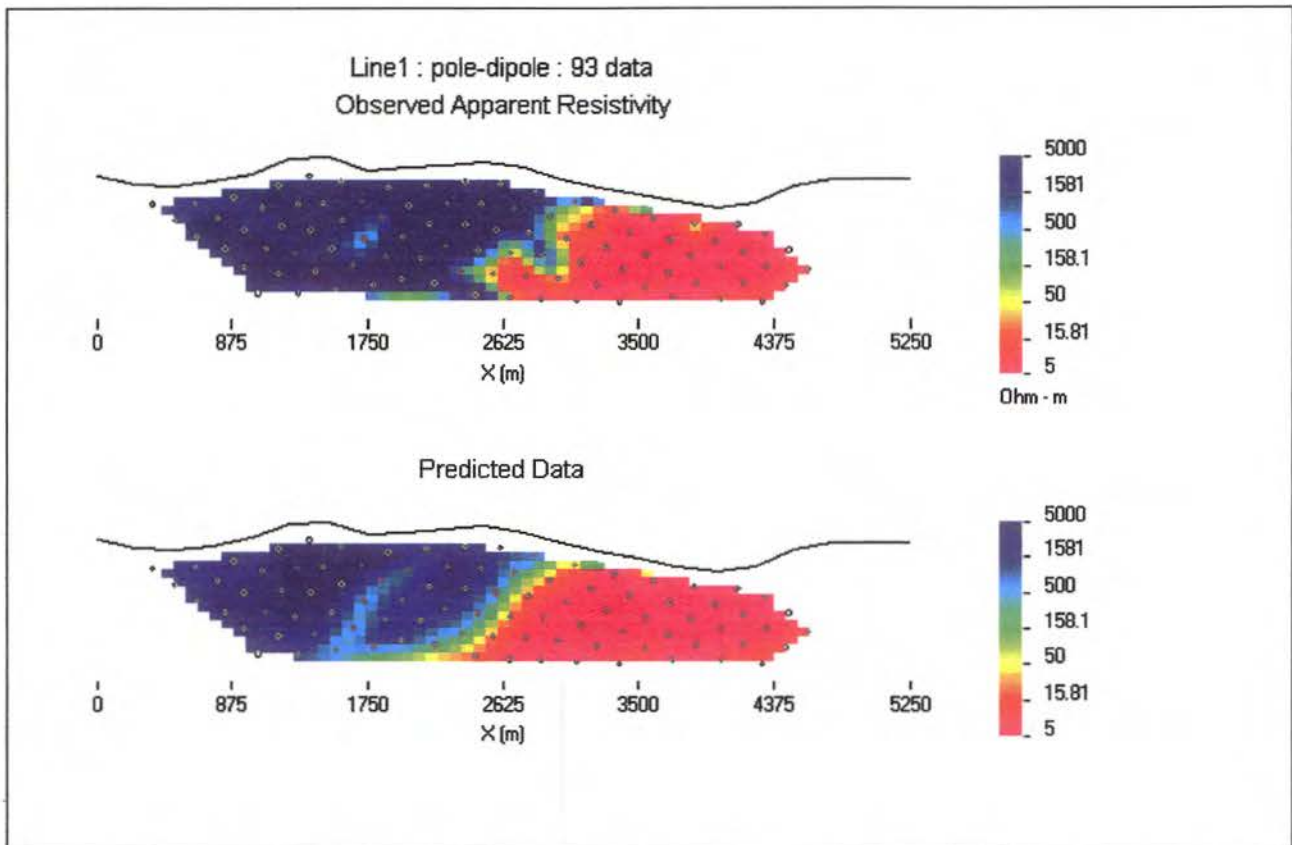 Line1 : pole-dipole : 93 data
Observed Apparent Resistivity
5000
1581
500
158.1
50
15.81
5
Ohm - m
0 875 1750 2625 3500 4375 5250
X (m)
Predicted Data
5000
1581
500
158.1
50
15.81
5
0 875 1750 2625 3500 4375 5250
X (m)